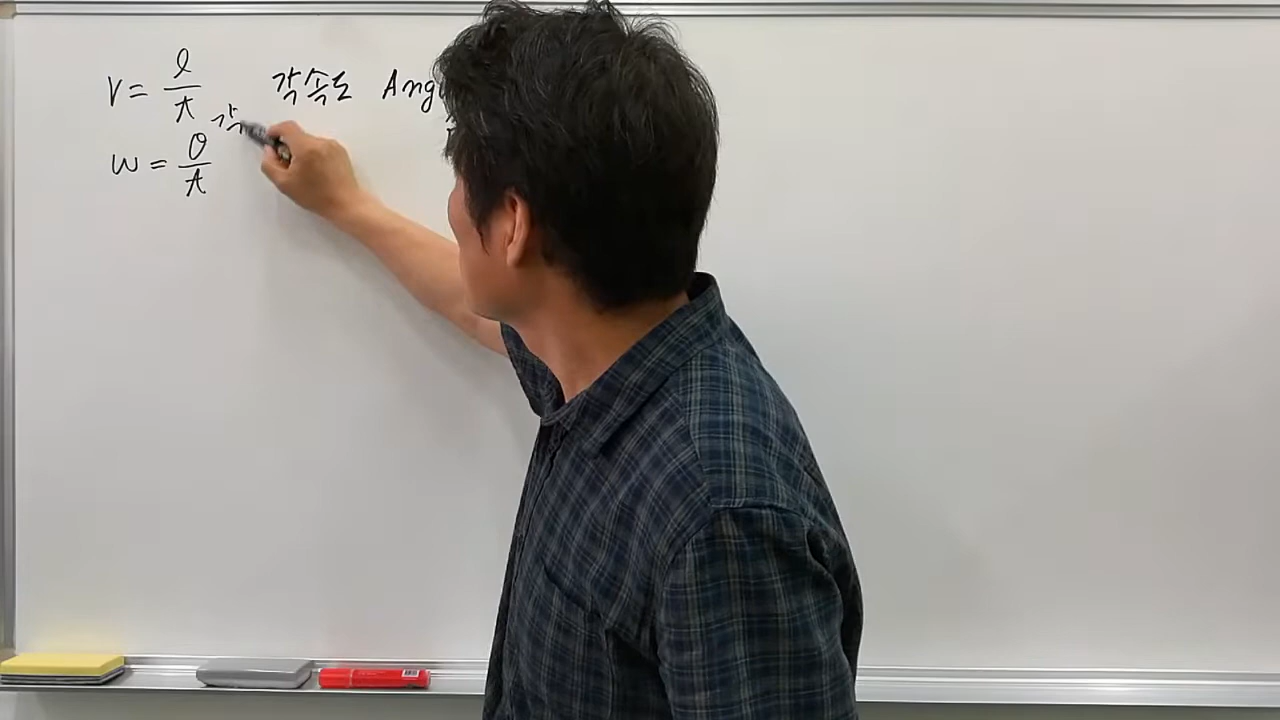 V = l/t 각속도 Angu
각
w = θ/t